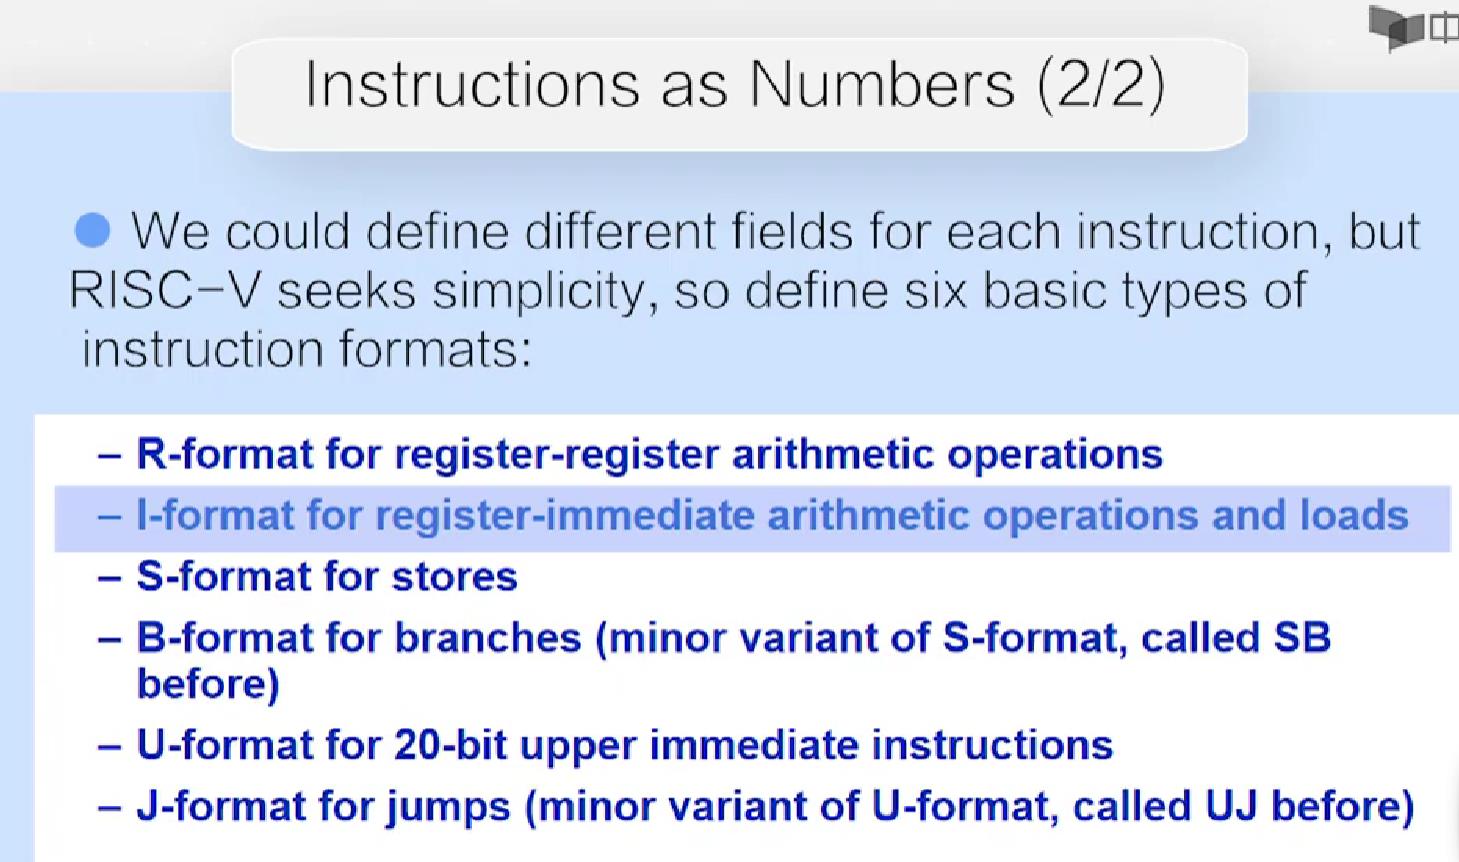 Instructions as Numbers (2/2)
● We could define different fields for each instruction, but
RISC-V seeks simplicity, so define six basic types of
instruction formats:
– R-format for register-register arithmetic operations
– I-format for register-immediate arithmetic operations and loads
– S-format for stores
– B-format for branches (minor variant of S-format, called SB
before)
– U-format for 20-bit upper immediate instructions
– J-format for jumps (minor variant of U-format, called UJ before)